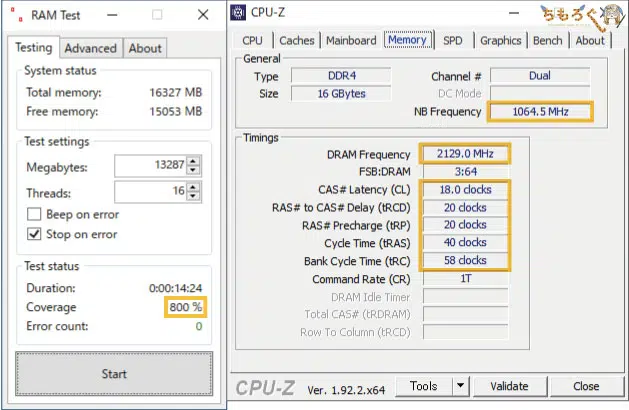 RAM Test
Testing Advanced About
System status
Total memory: 16327 MB
Free memory: 15053 MB
Test settings
Megabytes: 13287
Threads: 16
Beep on error
Stop on error
Test status
Duration: 0:00:14:24
Coverage 800 %
Error count: 0
Start
CPU-Z
ちもろぐ
CPU Caches Mainboard Memory SPD Graphics Bench About
General
Type DDR4 Channel # Dual
Size 16 GBytes DC Mode
NB Frequency 1064.5 MHz
Timings
DRAM Frequency 2129.0 MHz
FSB:DRAM 3:64
CAS# Latency (CL) 18.0 clocks
RAS# to CAS# Delay (tRCD) 20 clocks
RAS# Precharge (tRP) 20 clocks
Cycle Time (tRAS) 40 clocks
Bank Cycle Time (tRC) 58 clocks
Command Rate (CR) 1T
DRAM Idle Timer
Total CAS# (tRDRAM)
Row To Column (tRCD)
CPU-Z Ver. 1.92.2.x64 Tools Validate Close